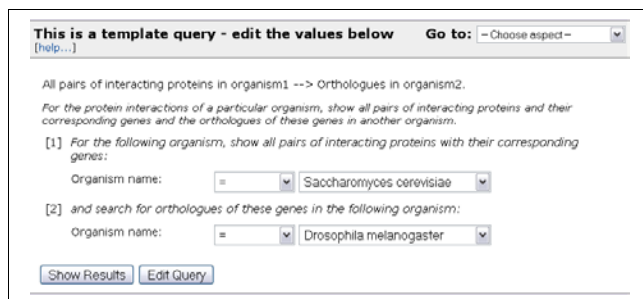 This is a template query - edit the values below Go to: – Choose aspect –
[help...]
All pairs of interacting proteins in organism1 --> Orthologues in organism2.
For the protein interactions of a particular organism, show all pairs of interacting proteins and their
corresponding genes and the orthologues of these genes in another organism.
[1] For the following organism, show all pairs of interacting proteins with their corresponding
genes:
Organism name: = Saccharomyces cerevisiae
[2] and search for orthologues of these genes in the following organism:
Organism name: = Drosophila melanogaster
Show Results Edit Query